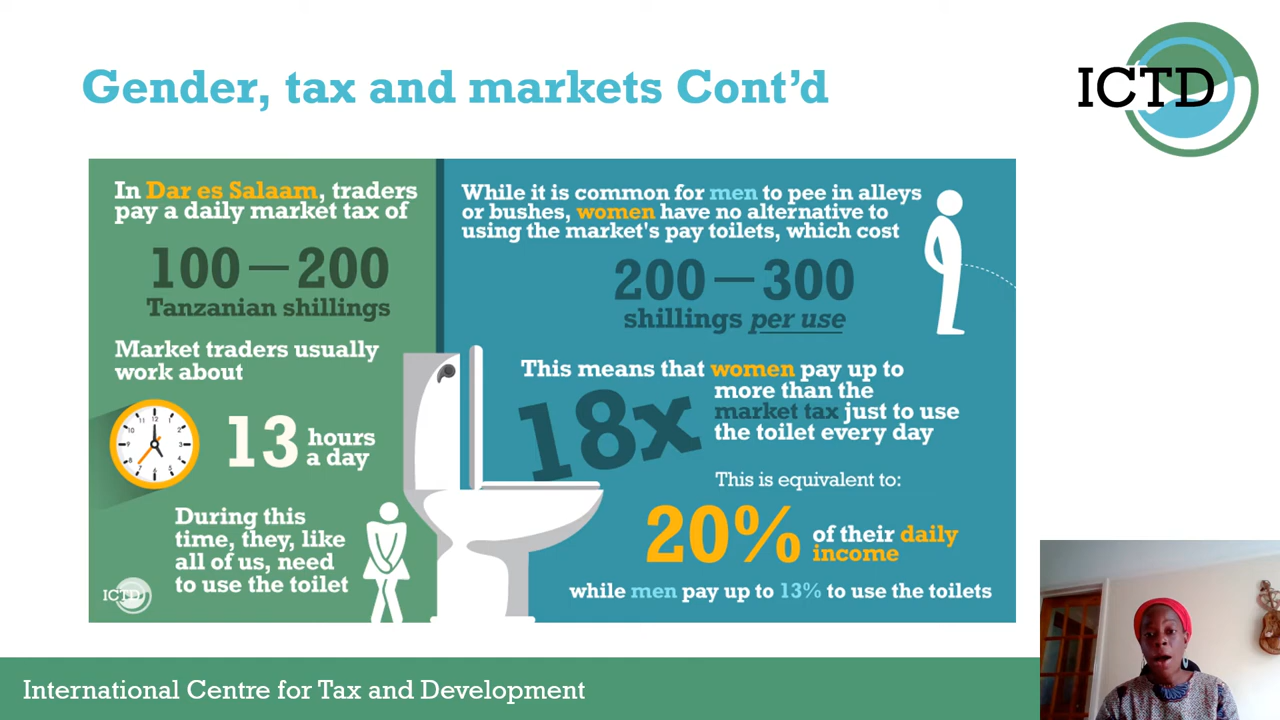 Gender, tax and markets Cont’d
ICTD
In Dar es Salaam, traders
pay a daily market tax of
100 – 200
Tanzanian shillings
Market traders usually
work about
13 hours
a day
During this
time, they, like
all of us, need
to use the toilet
ICTD
While it is common for men to pee in alleys
or bushes, women have no alternative to
using the market's pay toilets, which cost
200 – 300
shillings per use
This means that women pay up to
18x
more than the
market tax just to use
the toilet every day
This is equivalent to:
20% of their daily
income
while men pay up to 13% to use the toilets
International Centre for Tax and Development